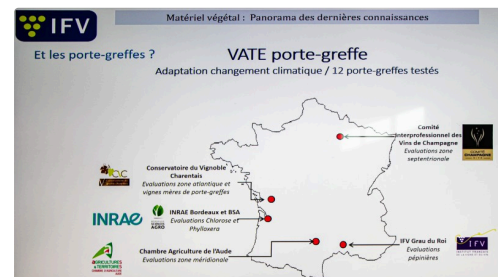 IFV
Matériel végétal : Panorama des dernières connaissances
Et les porte-greffes ?
VATE porte-greffe
Adaptation changement climatique / 12 porte-greffes testés
Comité
Interprofessionnel des
Vins de Champagne
Evaluations zone
septentrionale
Conservatoire du Vignoble
Charentais
Evaluations zone atlantique et
vignes mères de porte-greffes
INRAE
INRAE Bordeaux et BSA
Evaluations Chlorose et
Phylloxera
AGRICULTURES
& TERRITOIRES
Chambre Agriculture de l'Aude
Evaluations zone méridionale
IFV Grau du Roi
Evaluations
pépinières
IFV